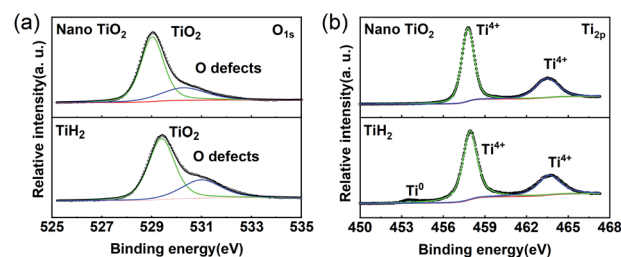 (a)
Nano TiO₂
TiO₂
O₁ₛ
O defects
TiH₂
TiO₂
O defects
Relative intensity(a. u.)
525 527 529 531 533 535
Binding energy(eV)
(b)
Nano TiO₂
Ti⁴⁺
Ti₂ₚ
Ti⁴⁺
TiH₂
Ti⁴⁺
Ti⁴⁺
Ti⁰
Relative intensity(a. u.)
450 453 456 459 462 465 468
Binding energy(eV)